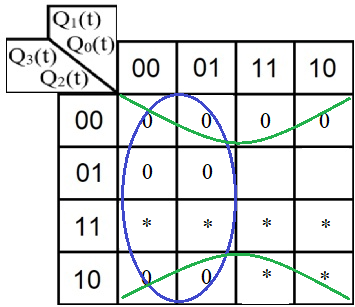 Q1(t)
Q0(t)
Q3(t)
Q2(t)
00 01 11 10
00 0 0 0 0
01 0 0
11 * * * *
10 0 0 * *